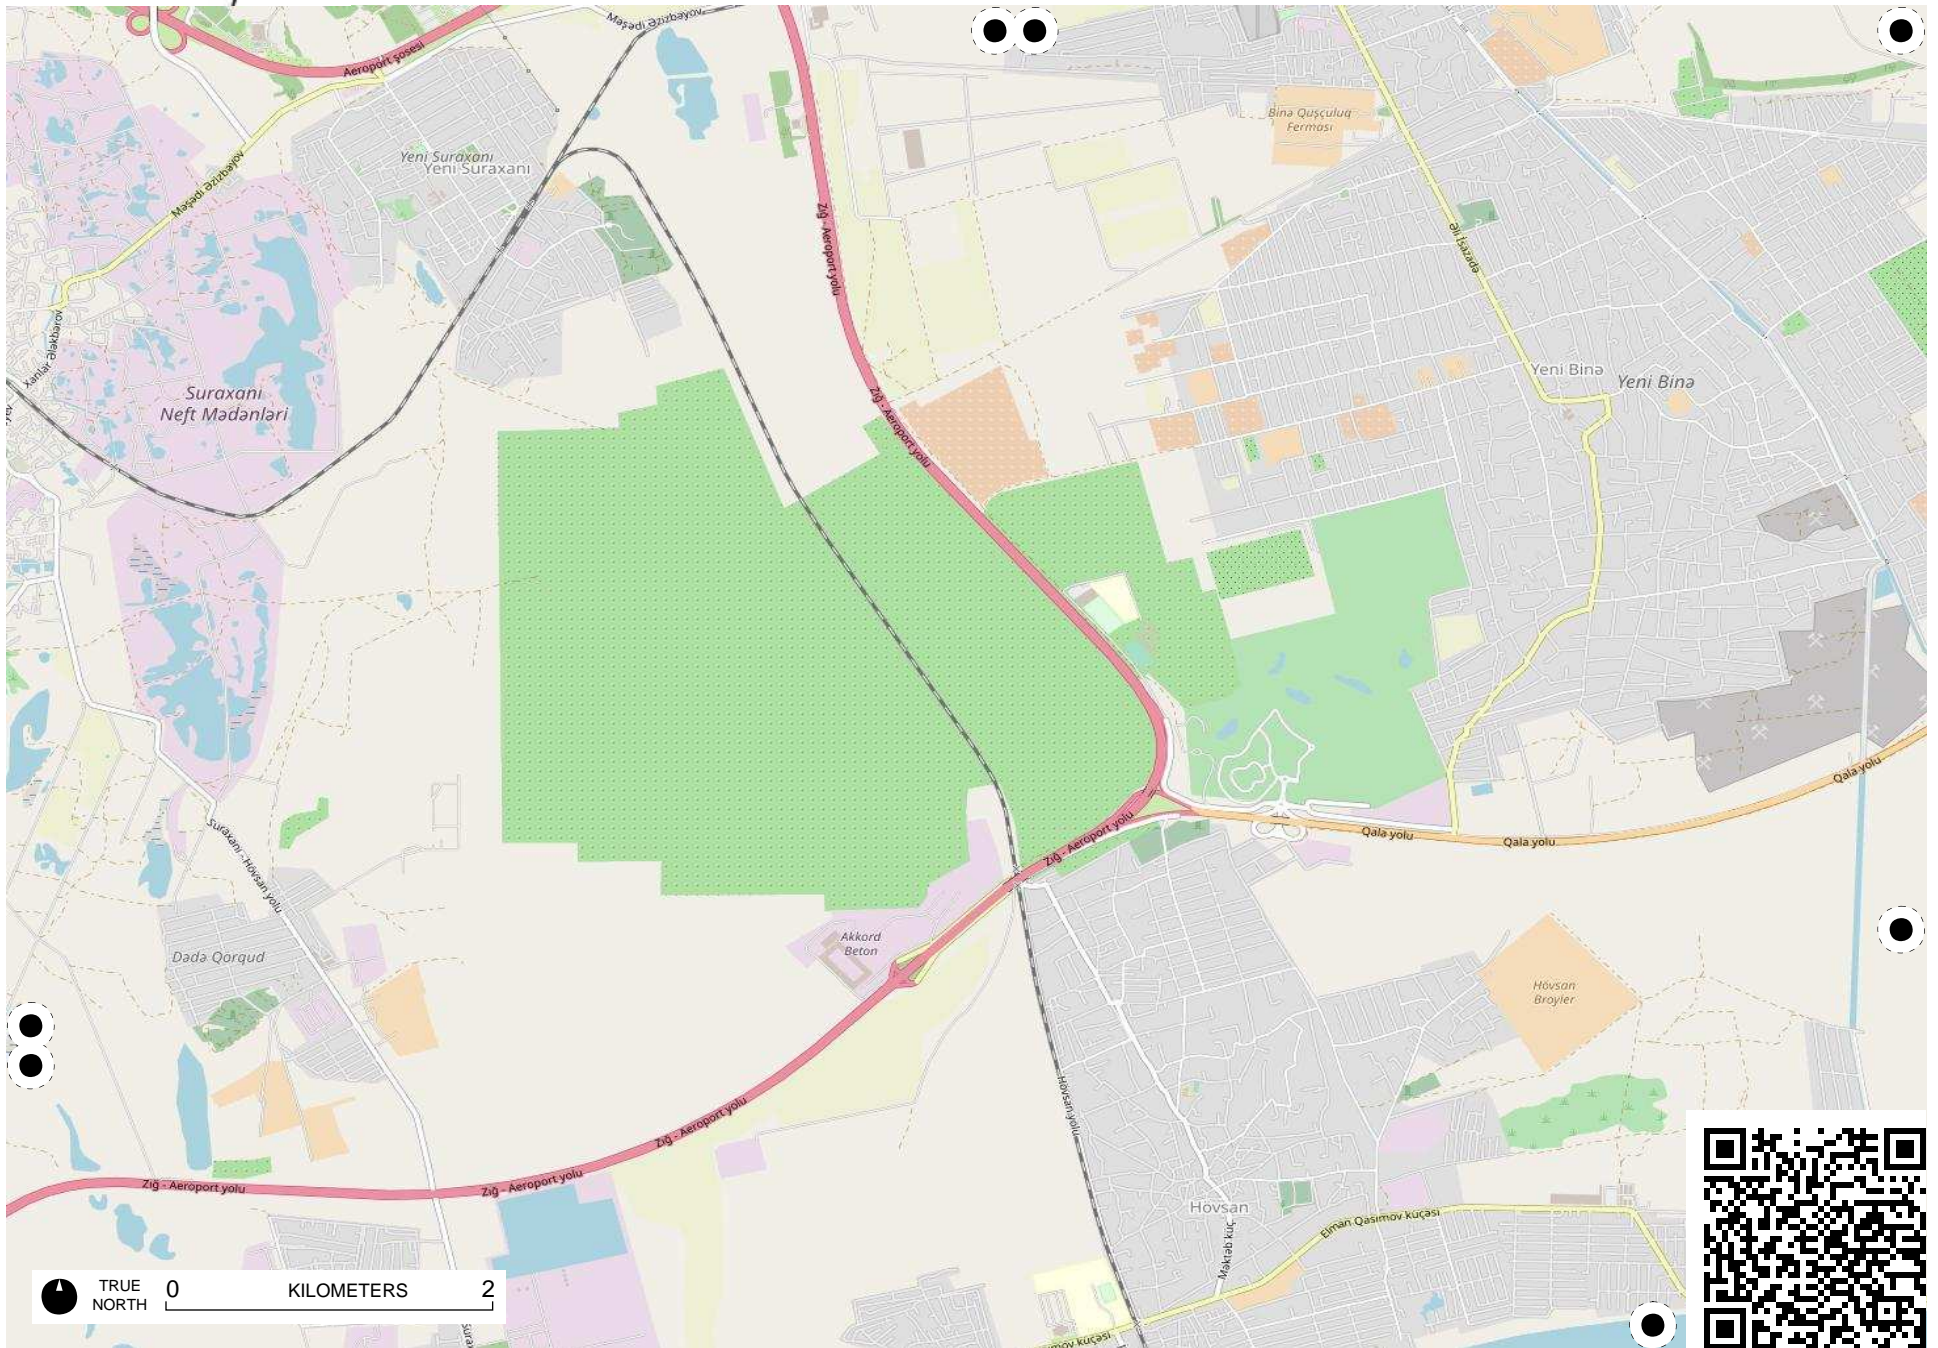 Məşədi Əzizbəyov
Aeroport şosesi
Binə Quşçuluq
Ferması
Yeni Suraxanı
Yeni Suraxanı
Məşədi Əzizbəyov
Zığ - Aeroport yolu
Əli İsazadə
Xanlar Ələkbərov
Yeni Binə
Yeni Binə
Suraxanı
Neft Mədənləri
Zığ - Aeroport yolu
Qala yolu
Suraxanı - Hövsan yolu
Zığ - Aeroport yolu
Qala yolu
Qala yolu
Akkord
Beton
Dədə Qorqud
Hövsan
Broyler
Hövsan yolu
Zığ - Aeroport yolu
Zığ - Aeroport yolu
Zığ - Aeroport yolu
Hövsan
Elman Qasımov küçəsi
Məktəb küç.
TRUE
NORTH
0 KILOMETERS 2